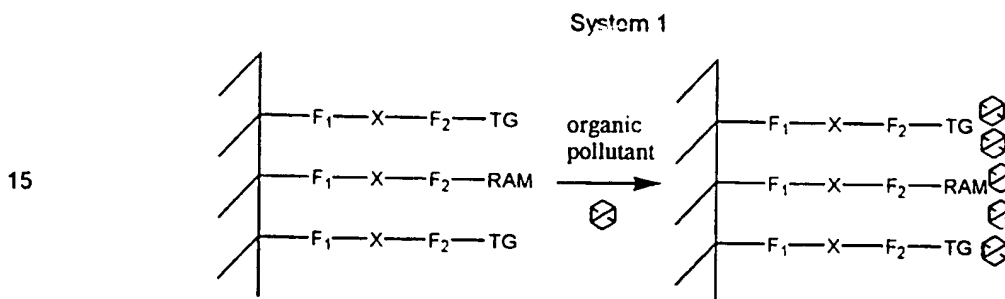 System 1
F₁—X—F₂—TG
F₁—X—F₂—TG
organic
pollutant
15
F₁—X—F₂—RAM
F₁—X—F₂—RAM
F₁—X—F₂—TG
F₁—X—F₂—TG